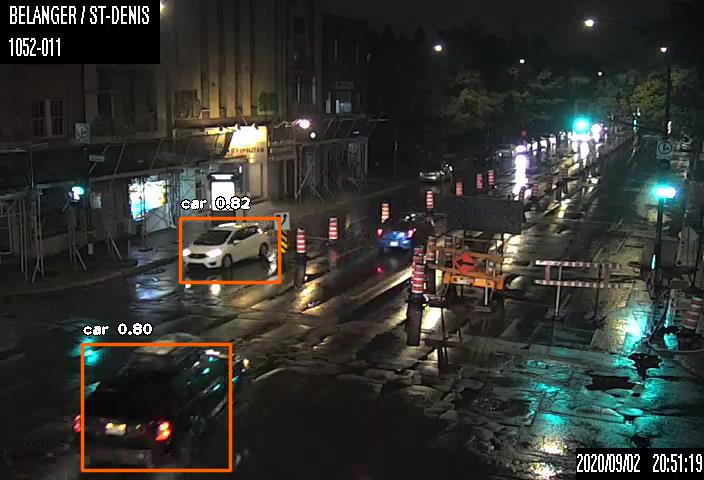 BELANGER / ST-DENIS
1052-011
car 0.82
car 0.80
2020/09/02 20:51:19